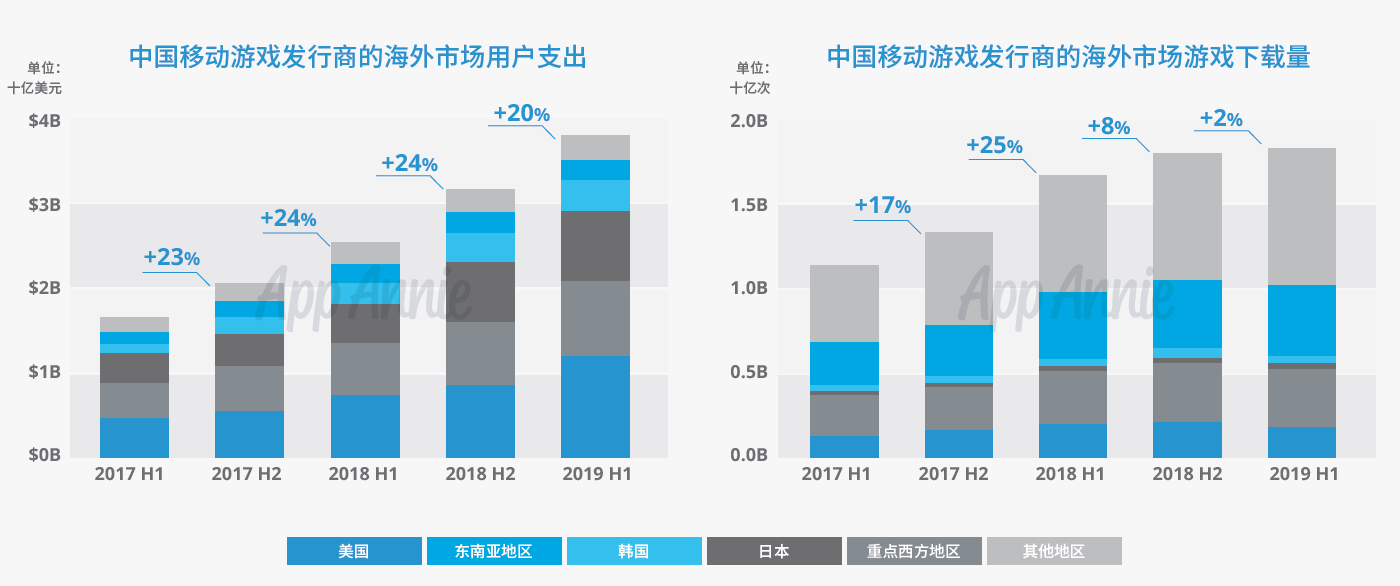 中国移动游戏发行商的海外市场用户支出
单位：
十亿美元
$4B
$3B
$2B
$1B
$0B
+23%
+24%
+24%
+20%
App Annie
2017 H1
2017 H2
2018 H1
2018 H2
2019 H1
中国移动游戏发行商的海外市场游戏下载量
单位：
十亿次
2.0B
1.5B
1.0B
0.5B
0.0B
+17%
+25%
+8%
+2%
App Annie
2017 H1
2017 H2
2018 H1
2018 H2
2019 H1
美国
东南亚地区
韩国
日本
重点西方地区
其他地区